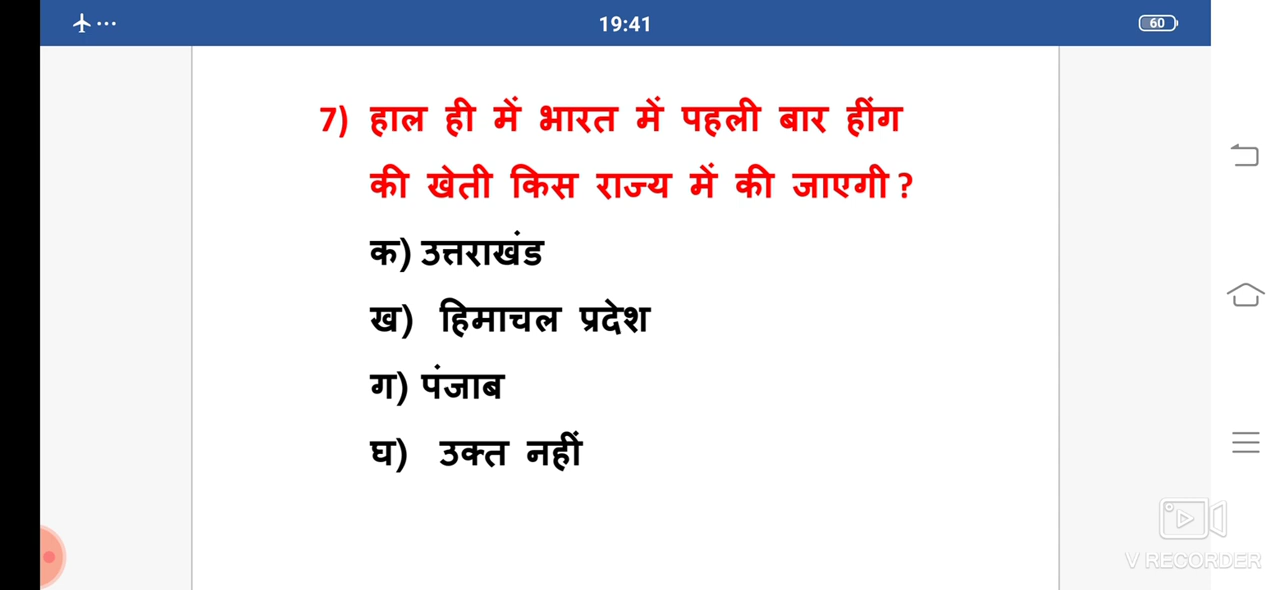 19:41
60
7) हाल ही में भारत में पहली बार हींग
की खेती किस राज्य में की जाएगी ?
क) उत्तराखंड
ख) हिमाचल प्रदेश
ग) पंजाब
घ) उक्त नहीं
V RECORDER